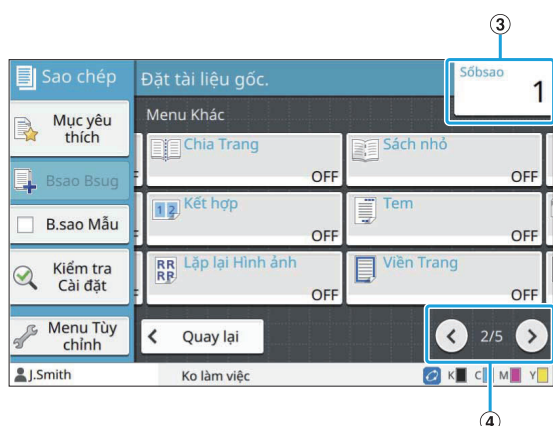 ③
Sao chép
Đặt tài liệu gốc.
Sốbsao
1
Mục yêu
thích
Menu Khác
Chia Trang
OFF
Sách nhỏ
OFF
Bsao Bsug
Kết hợp
OFF
Tem
OFF
B.sao Mẫu
Lặp lại Hình ảnh
OFF
Viền Trang
OFF
Kiểm tra
Cài đặt
Menu Tùy
chỉnh
Quay lại
2/5
J.Smith
Ko làm việc
K C M Y
④